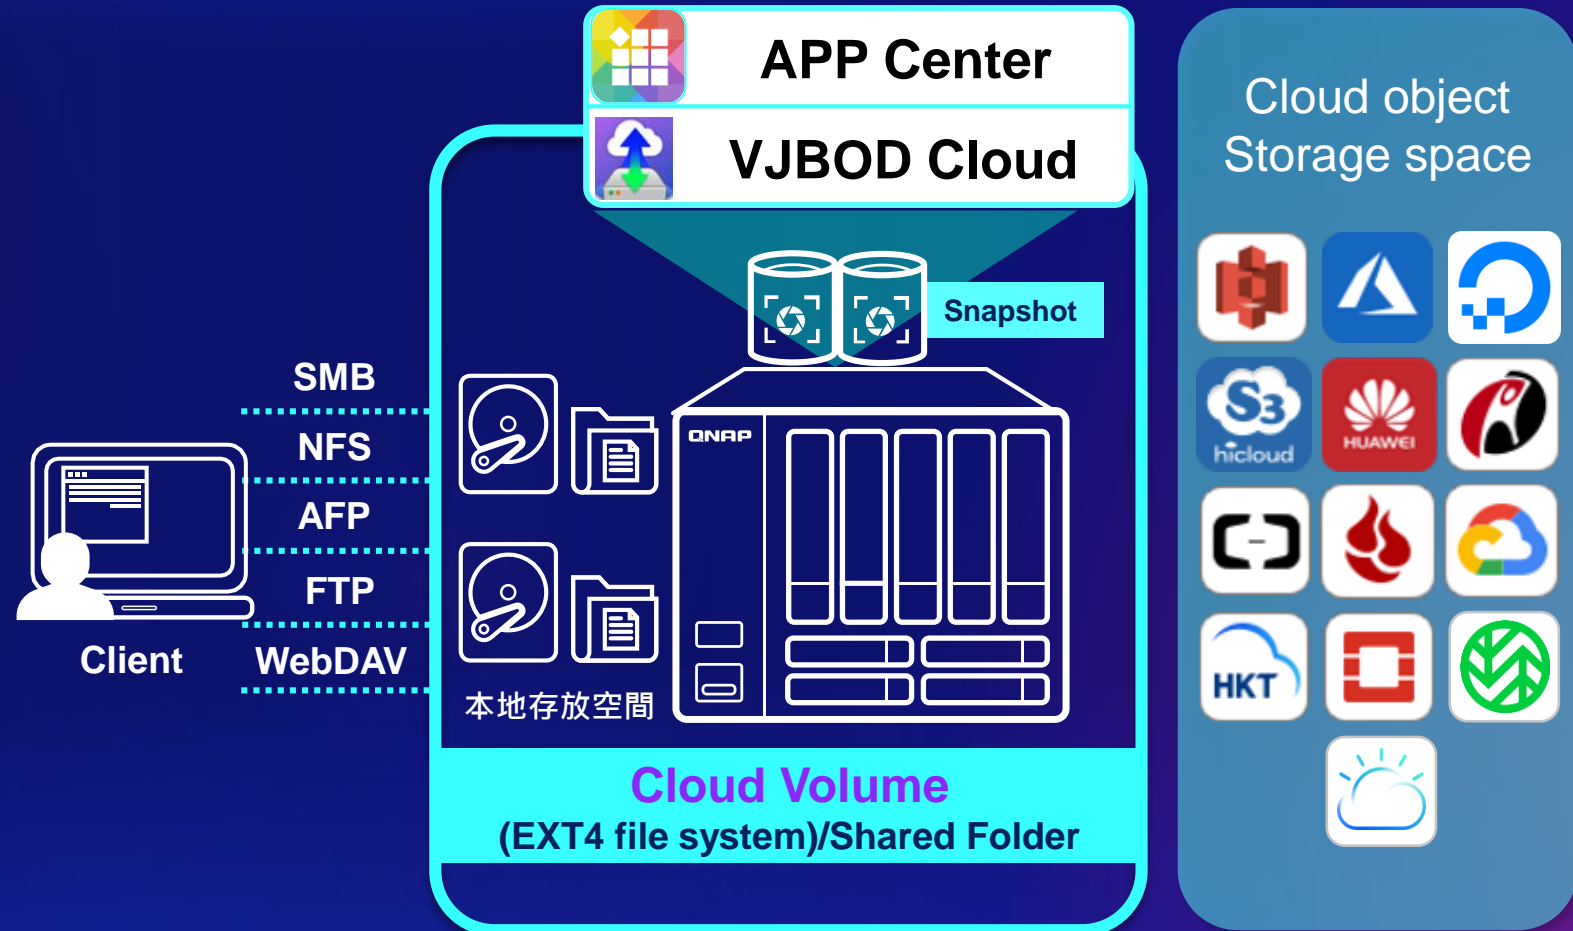 APP Center
VJBOD Cloud
Cloud object
Storage space
Snapshot
SMB
NFS
AFP
FTP
WebDAV
Client
QNAP
本地存放空間
Cloud Volume
(EXT4 file system)/Shared Folder
S3
hicloud
HUAWEI
HKT